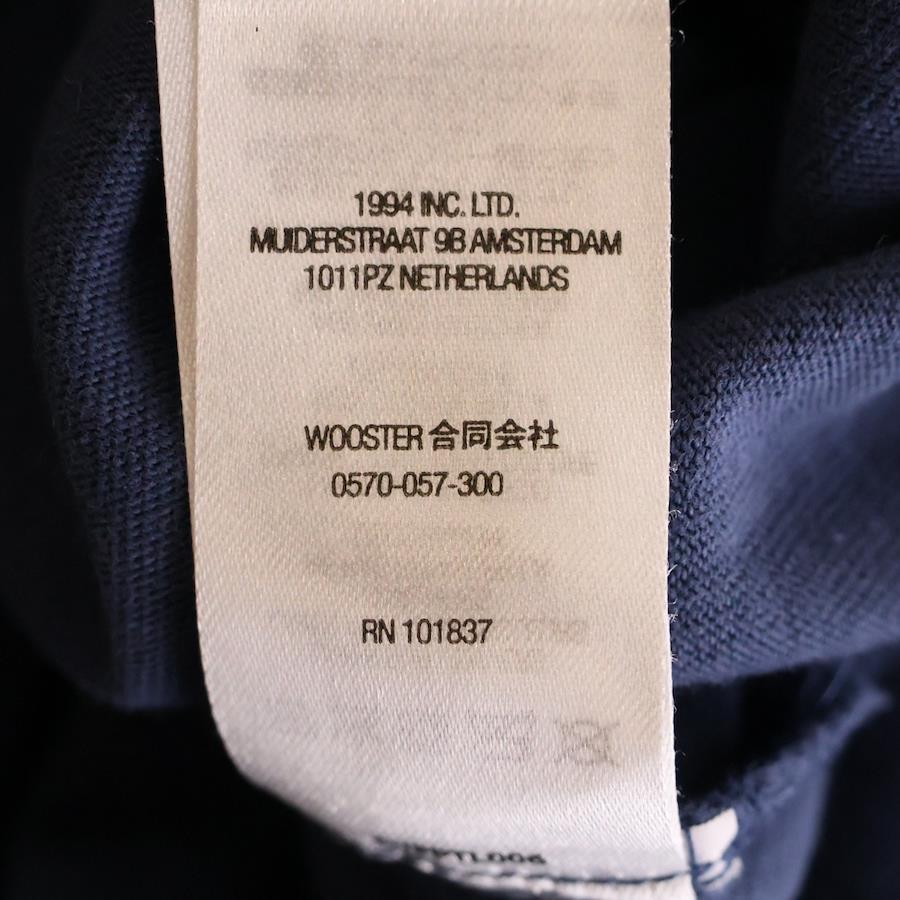 1994 INC. LTD.
MUIDERSTRAAT 9B AMSTERDAM
1011PZ NETHERLANDS
WOOSTER 合同会社
0570-057-300
RN 101837